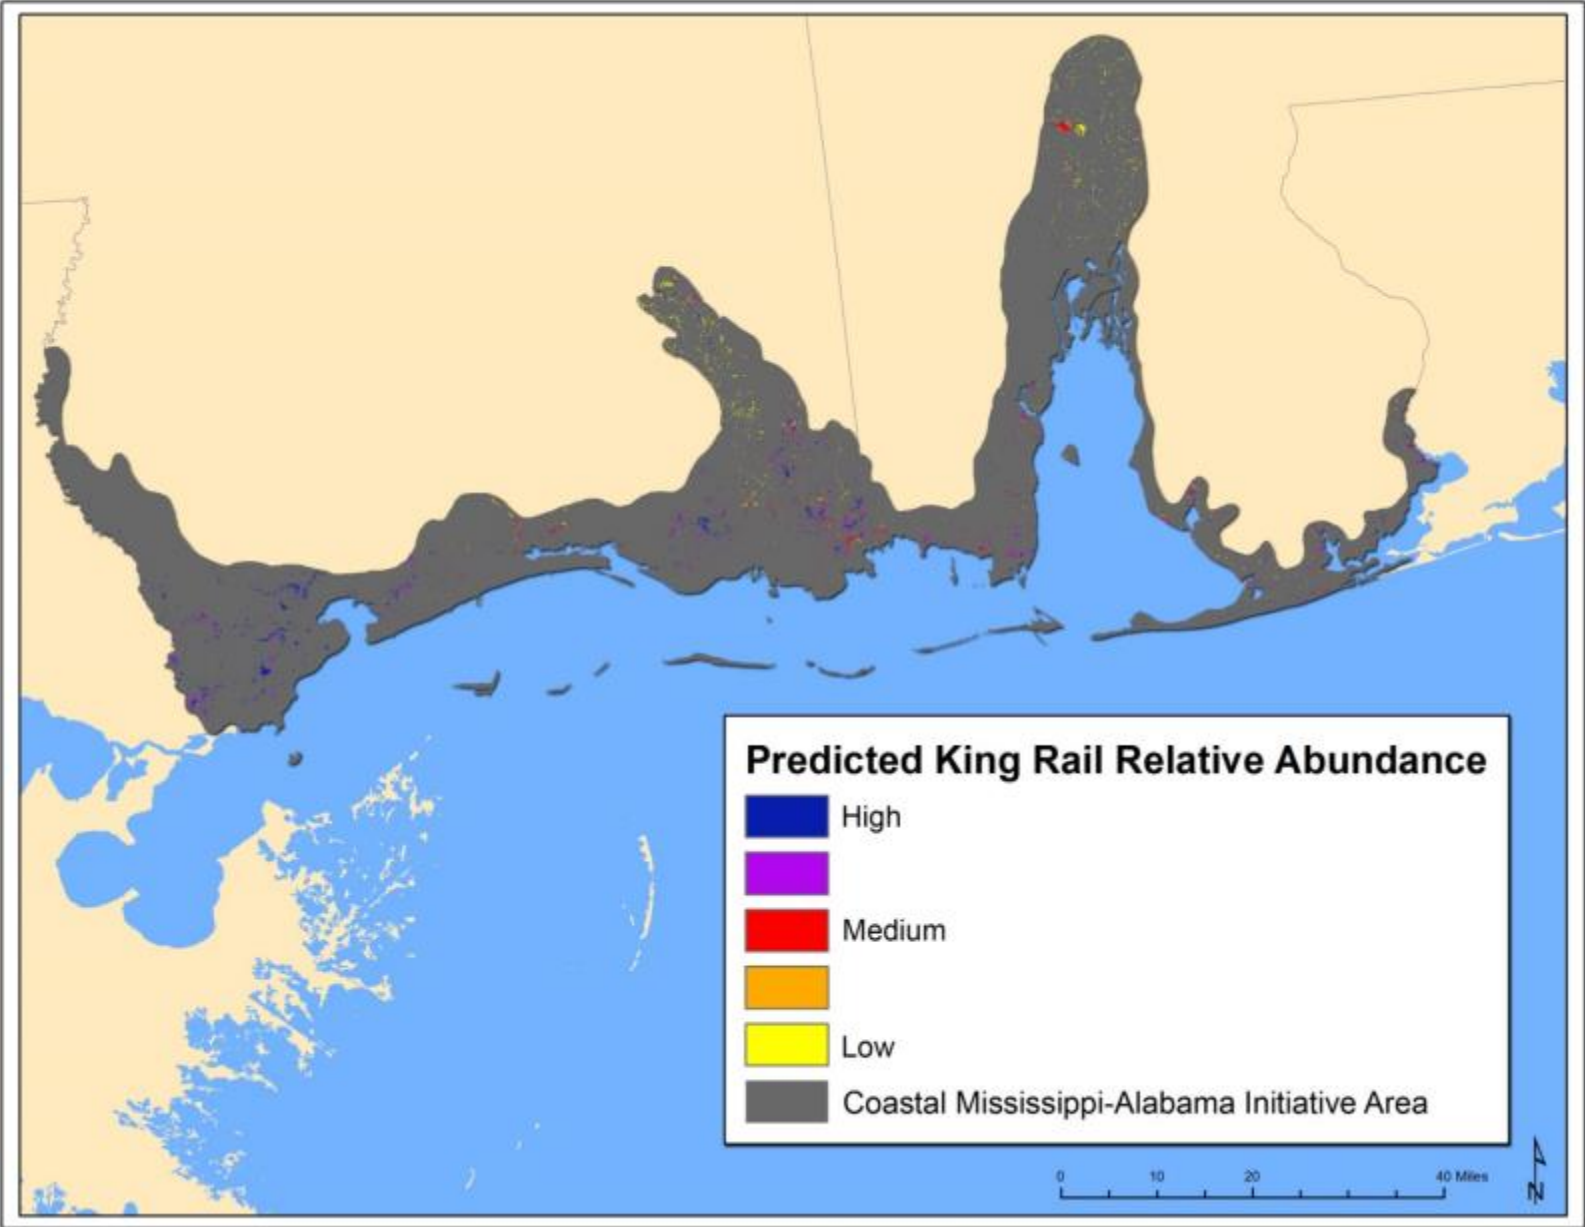 Predicted King Rail Relative Abundance
High
Medium
Low
Coastal Mississippi-Alabama Initiative Area
0 10 20 40 Miles
N